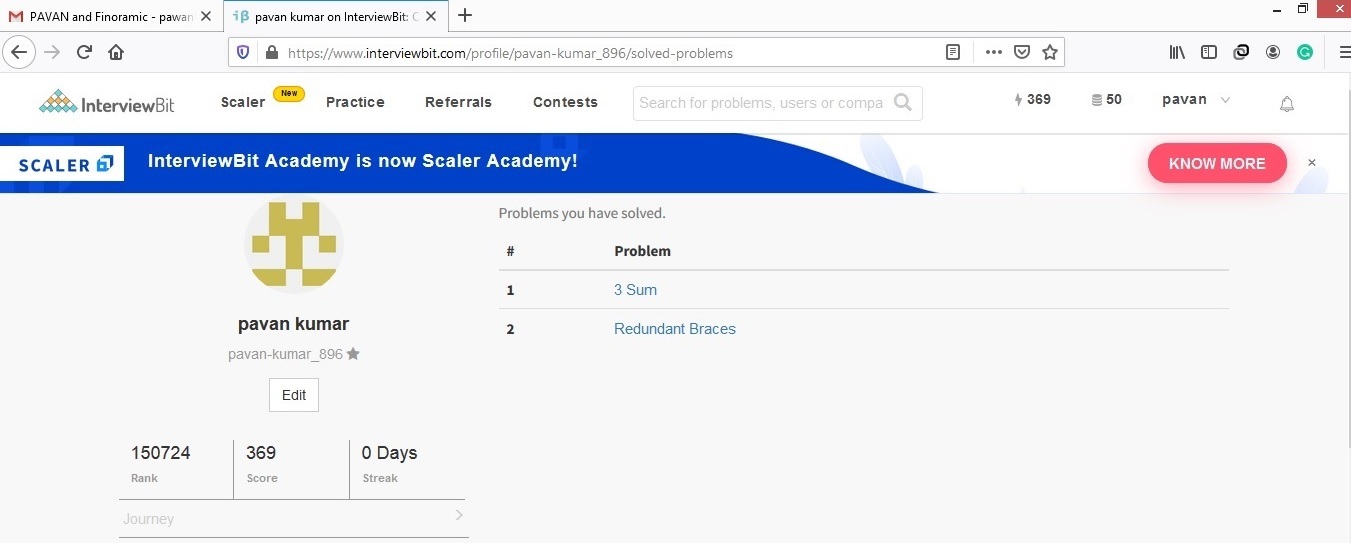 PAVAN and Finoramic - pawan
pavan kumar on InterviewBit: C
https://www.interviewbit.com/profile/pavan-kumar_896/solved-problems
InterviewBit
Scaler New Practice Referrals Contests
Search for problems, users or compa
369 50 pavan
SCALER InterviewBit Academy is now Scaler Academy! KNOW MORE
Problems you have solved.
# Problem
1 3 Sum
2 Redundant Braces
pavan kumar
pavan-kumar_896
Edit
150724 369 0 Days
Rank Score Streak
Journey